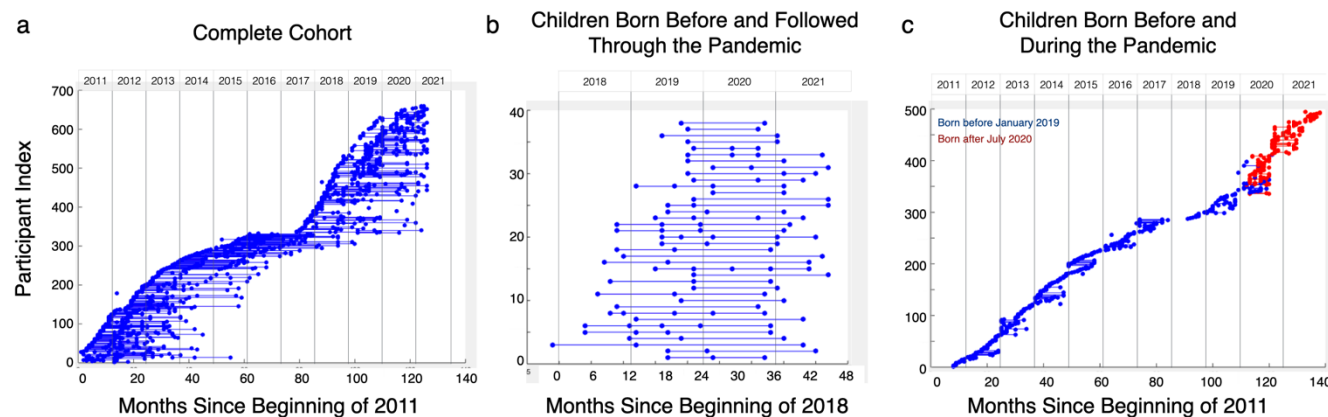 a
Complete Cohort
2011 2012 2013 2014 2015 2016 2017 2018 2019 2020 2021
700
600
500
400
300
200
100
0
Participant Index
0 20 40 60 80 100 120 140
Months Since Beginning of 2011
b
Children Born Before and Followed
Through the Pandemic
2018 2019 2020 2021
40
30
20
10
0
0 6 12 18 24 30 36 42 48
Months Since Beginning of 2018
c
Children Born Before and
During the Pandemic
2011 2012 2013 2014 2015 2016 2017 2018 2019 2020 2021
500
400
300
200
100
0
Born before January 2019
Born after July 2020
0 20 40 60 80 100 120 140
Months Since Beginning of 2011